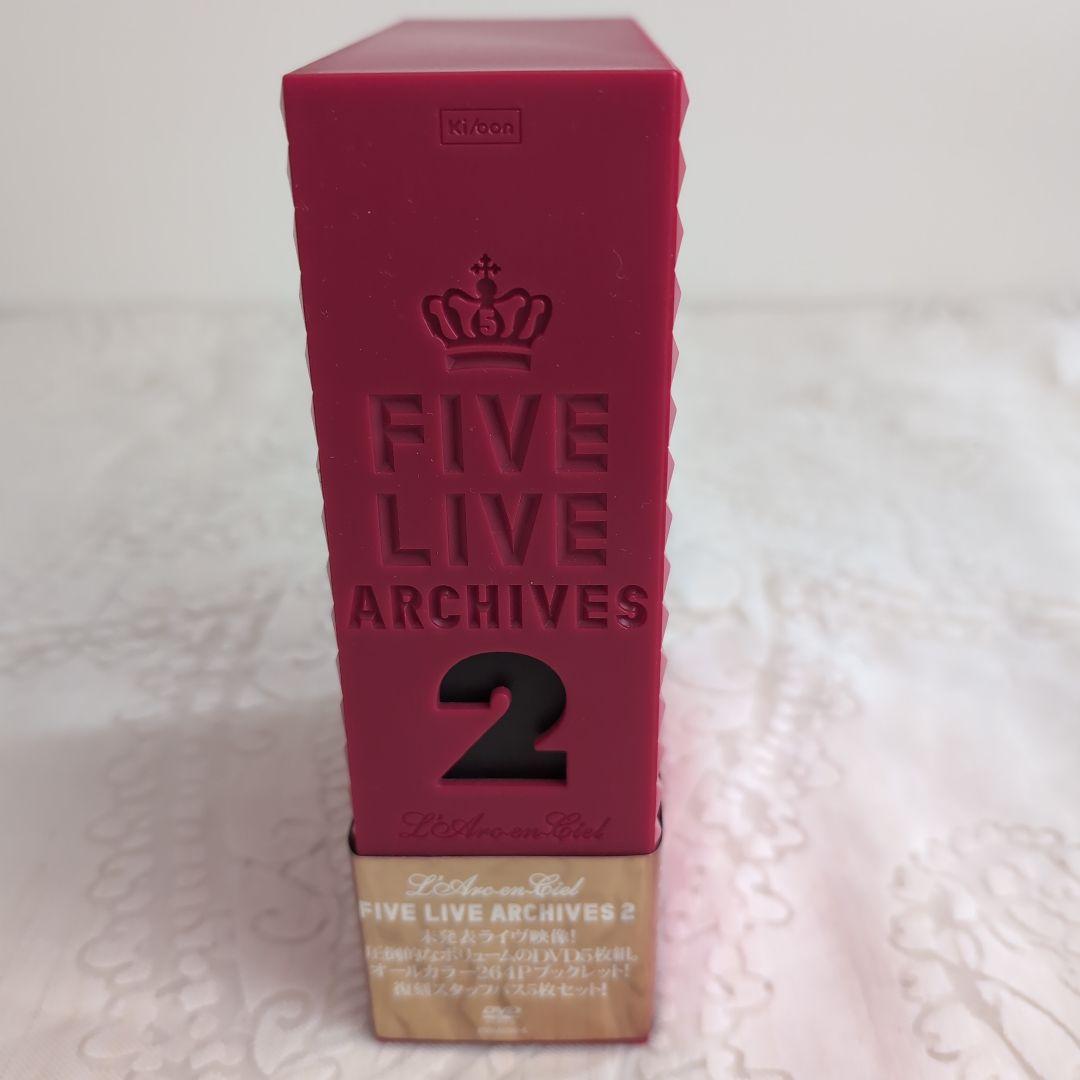 Ki/oon
5
FIVE
LIVE
ARCHIVES
2
L'Arc~en~Ciel
L'Arc~en~Ciel
FIVE LIVE ARCHIVES 2
未発表ライヴ映像!
圧倒的なボリュームのDVD5枚組。
オールカラー264Pブックレット!
復刻スタッフパス5枚セット!
DVD